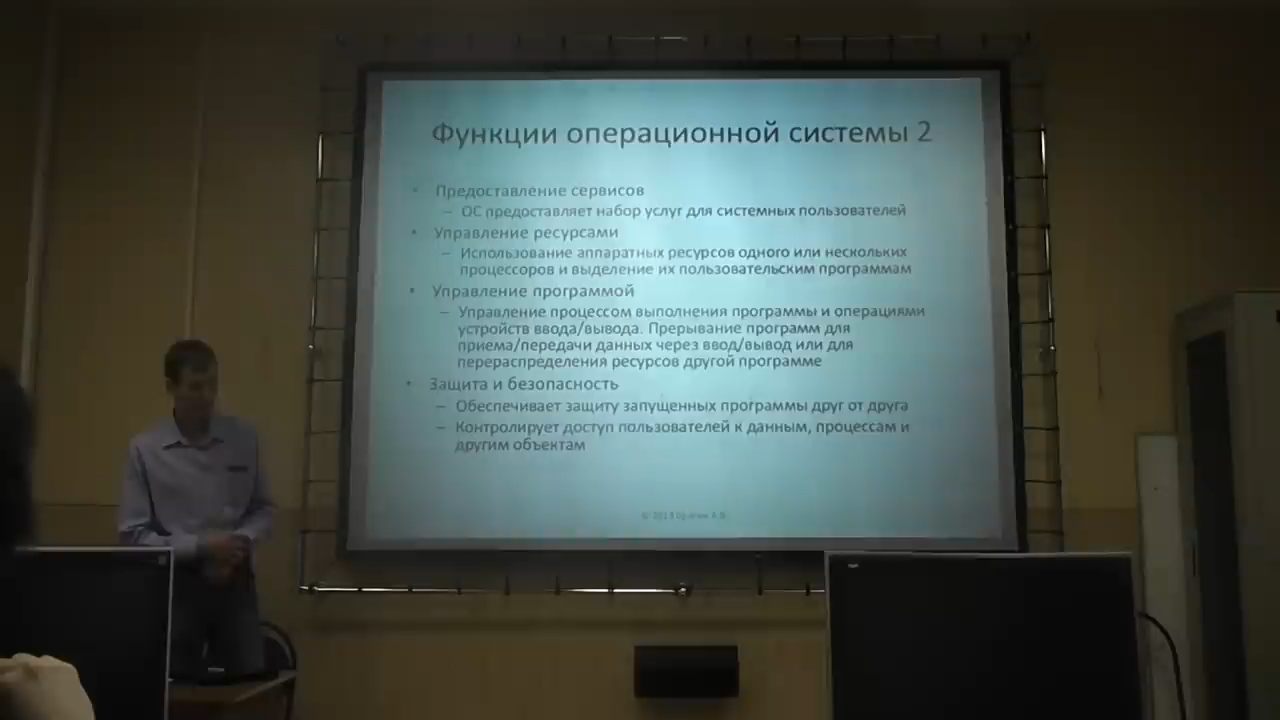 Функции операционной системы 2
• Предоставление сервисов
– ОС предоставляет набор услуг для системных пользователей
• Управление ресурсами
– Использование аппаратных ресурсов одного или нескольких
процессоров и выделение их пользовательским программам
• Управление программой
– Управление процессом выполнения программы и операциями
устройств ввода/вывода. Прерывание программ для
приема/передачи данных через ввод/вывод или для
перераспределения ресурсов другой программе
• Защита и безопасность
– Обеспечивает защиту запущенных программы друг от друга
– Контролирует доступ пользователей к данным, процессам и
другим объектам